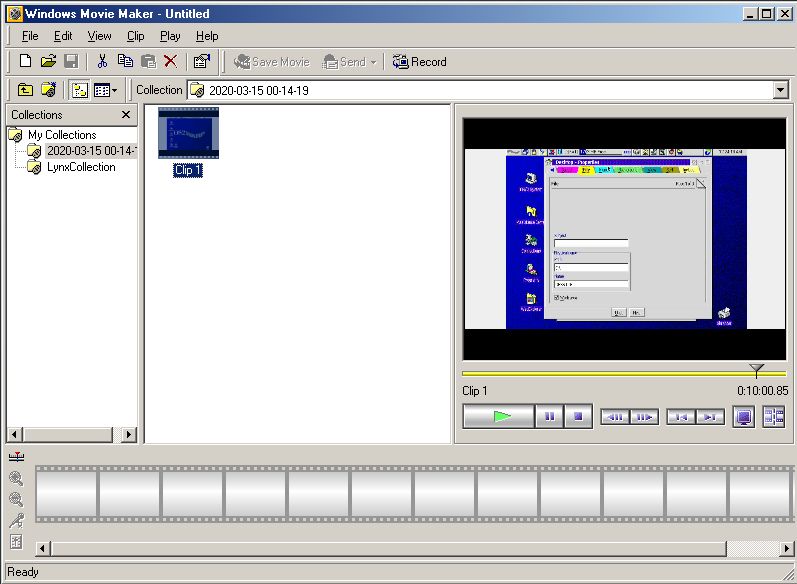 Windows Movie Maker - Untitled
File Edit View Clip Play Help
Save Movie Send Record
Collection 2020-03-15 00-14-19
Collections
My Collections
2020-03-15 00-14-
LynxCollection
Clip 1
Desktop - Properties
File
Programs
Clip 1
0:10:00.85
Ready